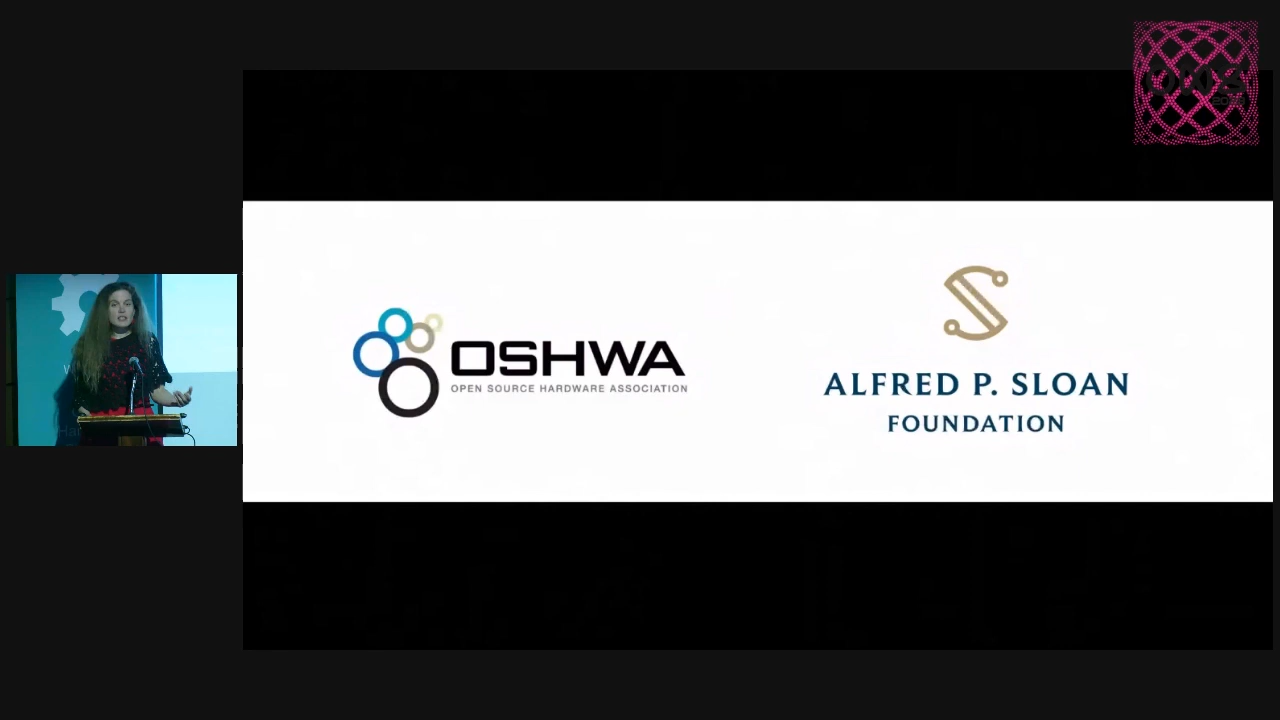 OSHWA
OPEN SOURCE HARDWARE ASSOCIATION
ALFRED P. SLOAN
FOUNDATION